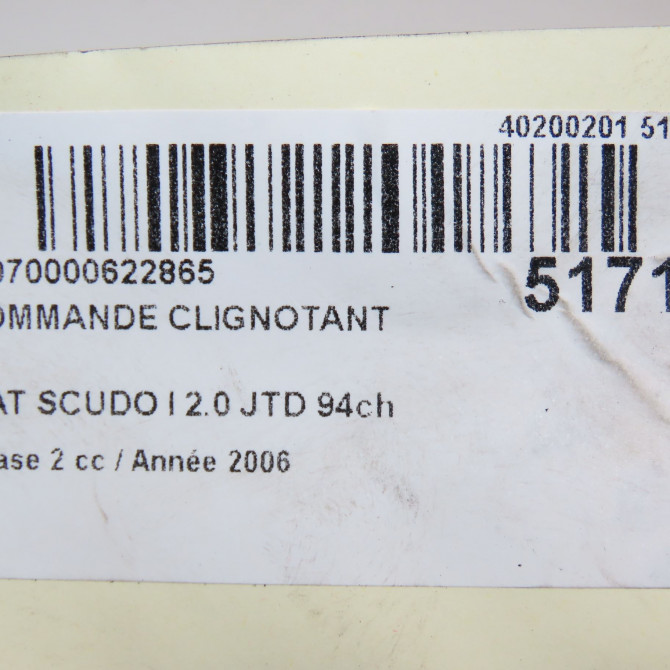 40200201 51
070000622865
5171
OMMANDE CLIGNOTANT
AT SCUDO I 2.0 JTD 94ch
ase 2 cc / Année 2006